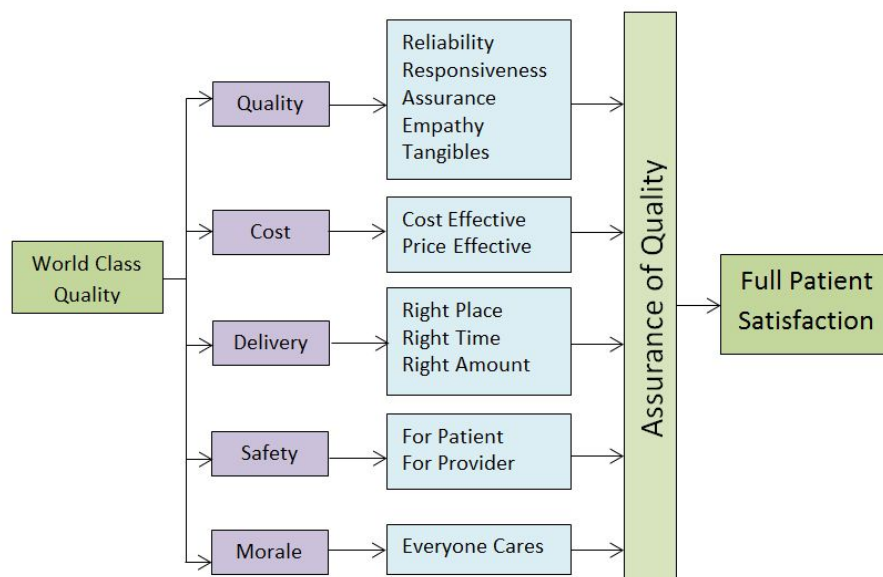 World Class
Quality
Quality
Reliability
Responsiveness
Assurance
Empathy
Tangibles
Cost
Cost Effective
Price Effective
Delivery
Right Place
Right Time
Right Amount
Safety
For Patient
For Provider
Morale
Everyone Cares
Assurance of Quality
Full Patient
Satisfaction